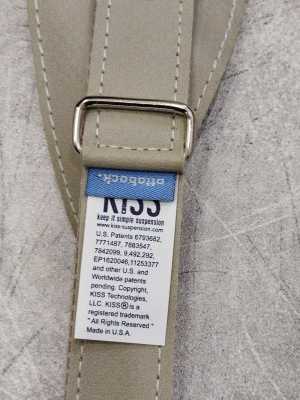 ottobock.
KISS
keep it simple suspension
www.kiss-suspension.com
U.S. Patents 6793682,
7771487, 7883547,
7842099, 9,492,292,
EP1620046,11253377
and other U.S. and
Worldwide patents
pending. Copyright,
KISS Technologies,
LLC. KISS®is a
registered trademark
" All Rights Reserved "
Made in U.S.A.